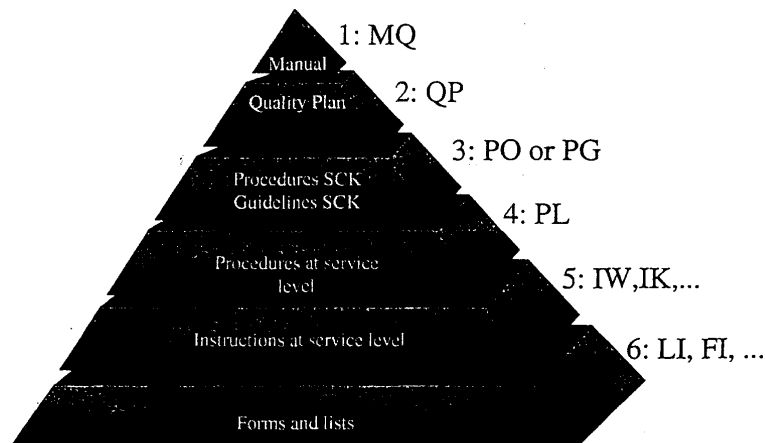 1: MQ
Manual
2: QP
Quality Plan
3: PO or PG
Procedures SCK
Guidelines SCK
4: PL
Procedures at service
level
5: IW,IK,...
Instructions at service level
6: LI, FI, ...
Forms and lists